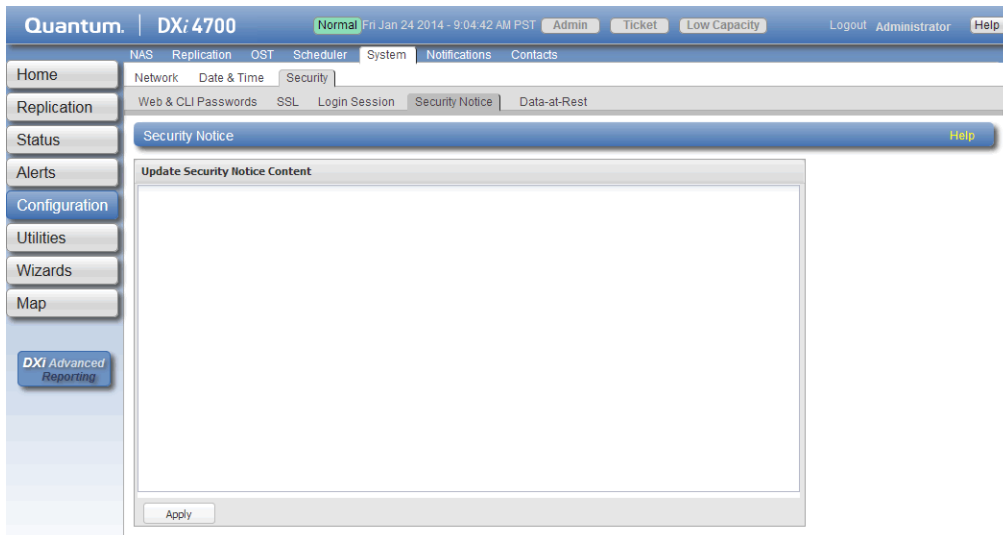 Quantum. DXi 4700 Normal Fri Jan 24 2014 - 9:04:42 AM PST Admin Ticket Low Capacity Logout Administrator Help
NAS Replication OST Scheduler System Notifications Contacts
Home
Network Date & Time Security
Replication
Web & CLI Passwords SSL Login Session Security Notice Data-at-Rest
Status
Security Notice Help
Alerts
Update Security Notice Content
Configuration
Utilities
Wizards
Map
DXi Advanced
Reporting
Apply